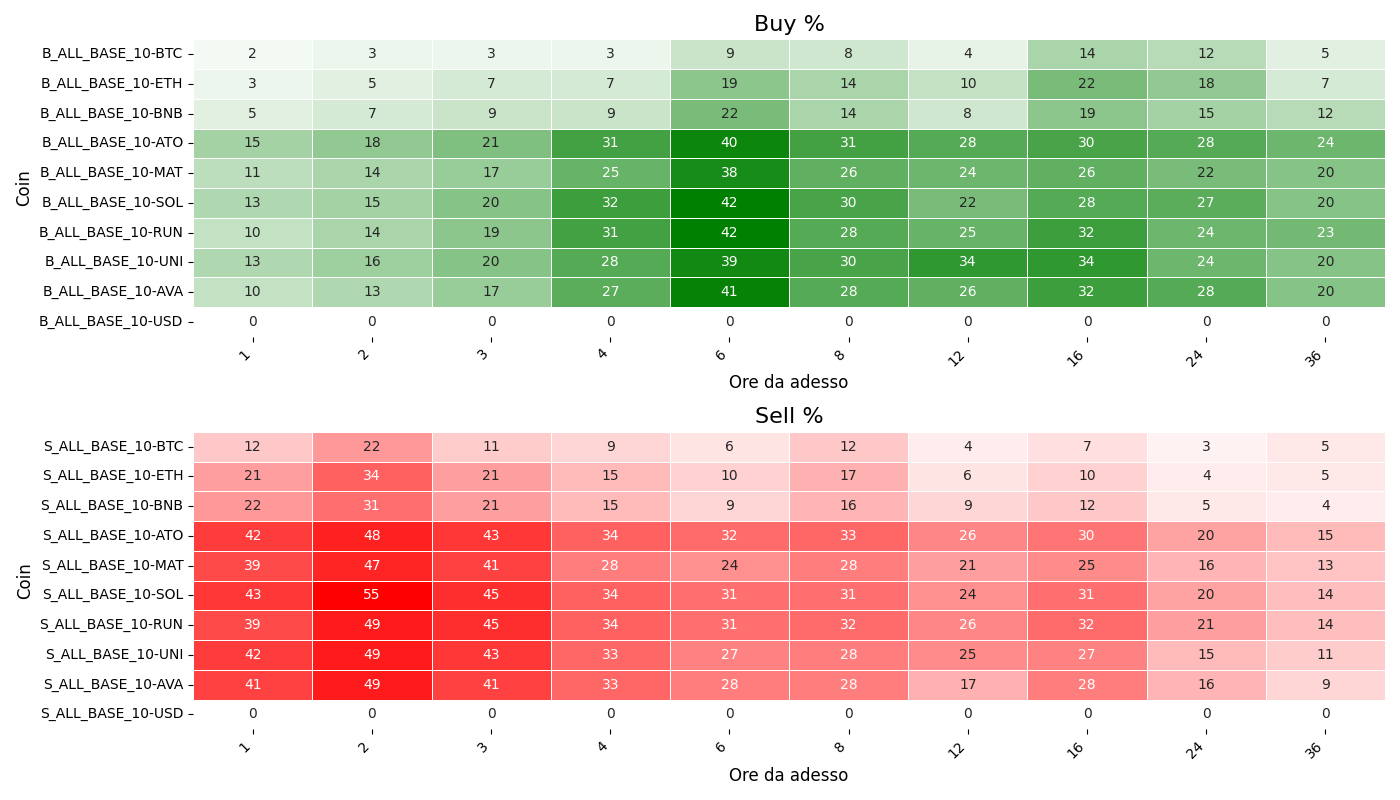 Buy %
Coin
B_ALL_BASE_10-BTC 2 3 3 3 9 8 4 14 12 5
B_ALL_BASE_10-ETH 3 5 7 7 19 14 10 22 18 7
B_ALL_BASE_10-BNB 5 7 9 9 22 14 8 19 15 12
B_ALL_BASE_10-ATO 15 18 21 31 40 31 28 30 28 24
B_ALL_BASE_10-MAT 11 14 17 25 38 26 24 26 22 20
B_ALL_BASE_10-SOL 13 15 20 32 42 30 22 28 27 20
B_ALL_BASE_10-RUN 10 14 19 31 42 28 25 32 24 23
B_ALL_BASE_10-UNI 13 16 20 28 39 30 34 34 24 20
B_ALL_BASE_10-AVA 10 13 17 27 41 28 26 32 28 20
B_ALL_BASE_10-USD 0 0 0 0 0 0 0 0 0 0
1 2 3 4 6 8 12 16 24 36
Ore da adesso
Sell %
Coin
S_ALL_BASE_10-BTC 12 22 11 9 6 12 4 7 3 5
S_ALL_BASE_10-ETH 21 34 21 15 10 17 6 10 4 5
S_ALL_BASE_10-BNB 22 31 21 15 9 16 9 12 5 4
S_ALL_BASE_10-ATO 42 48 43 34 32 33 26 30 20 15
S_ALL_BASE_10-MAT 39 47 41 28 24 28 21 25 16 13
S_ALL_BASE_10-SOL 43 55 45 34 31 31 24 31 20 14
S_ALL_BASE_10-RUN 39 49 45 34 31 32 26 32 21 14
S_ALL_BASE_10-UNI 42 49 43 33 27 28 25 27 15 11
S_ALL_BASE_10-AVA 41 49 41 33 28 28 17 28 16 9
S_ALL_BASE_10-USD 0 0 0 0 0 0 0 0 0 0
1 2 3 4 6 8 12 16 24 36
Ore da adesso